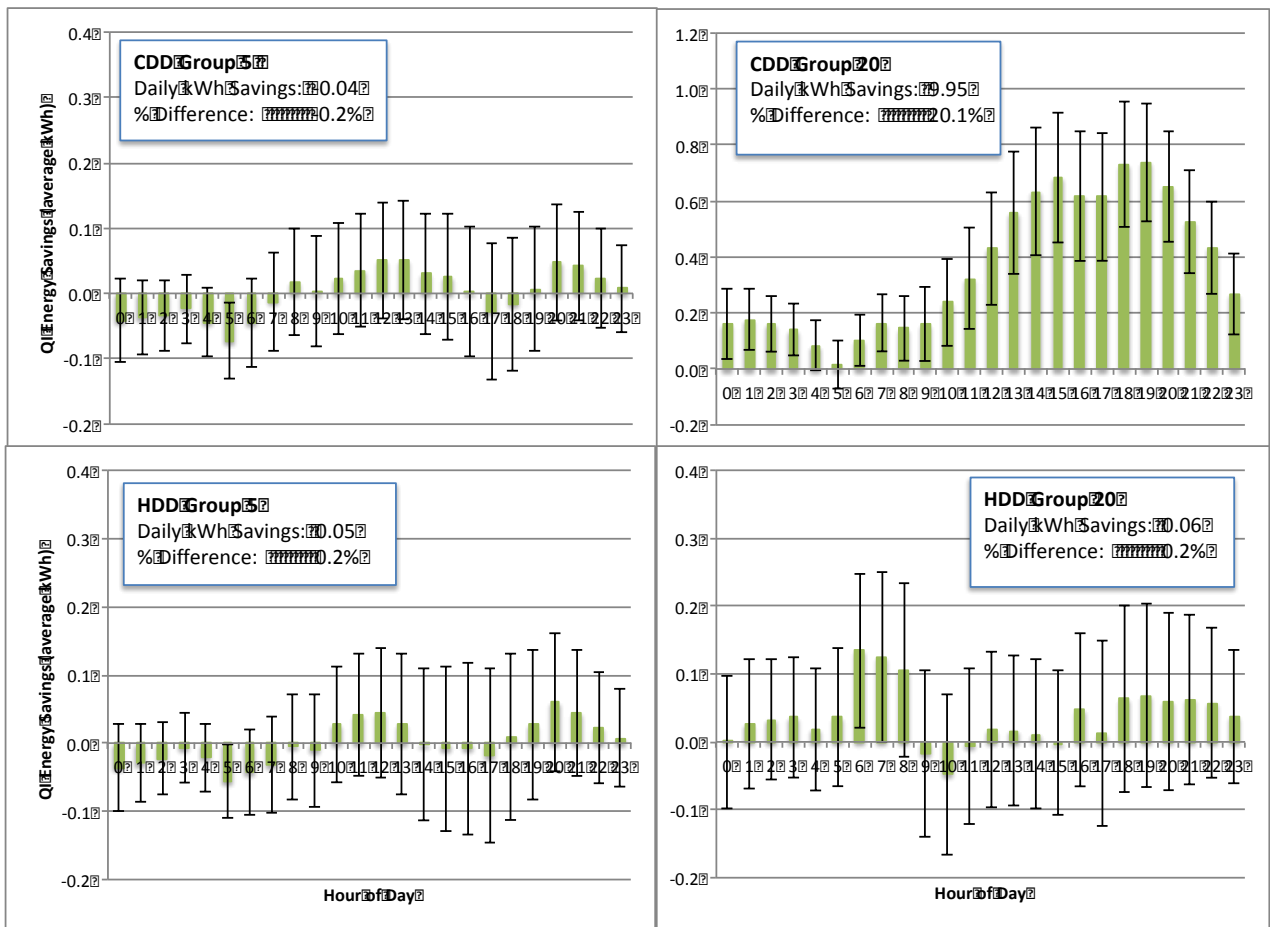 CDD Group 5
Daily kWh Savings: -0.04
% Difference: -0.2%
QI Energy Savings (average kWh)
0.4
0.3
0.2
0.1
0.0
-0.1
-0.2
0 1 2 3 4 5 6 7 8 9 10 11 12 13 14 15 16 17 18 19 20 21 22 23
CDD Group 20
Daily kWh Savings: 9.95
% Difference: 20.1%
1.2
1.0
0.8
0.6
0.4
0.2
0.0
-0.2
0 1 2 3 4 5 6 7 8 9 10 11 12 13 14 15 16 17 18 19 20 21 22 23
HDD Group 5
Daily kWh Savings: 0.05
% Difference: 0.2%
QI Energy Savings (average kWh)
0.4
0.3
0.2
0.1
0.0
-0.1
-0.2
0 1 2 3 4 5 6 7 8 9 10 11 12 13 14 15 16 17 18 19 20 21 22 23
Hour of Day
HDD Group 20
Daily kWh Savings: 0.06
% Difference: 0.2%
0.4
0.3
0.2
0.1
0.0
-0.1
-0.2
0 1 2 3 4 5 6 7 8 9 10 11 12 13 14 15 16 17 18 19 20 21 22 23
Hour of Day